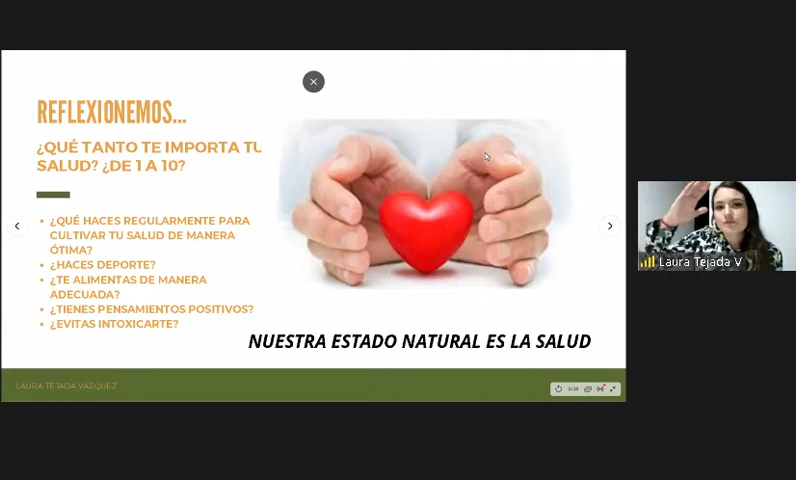 REFLEXIONEMOS...
¿QUÉ TANTO TE IMPORTA TU
SALUD? ¿DE 1 A 10?
• ¿QUÉ HACES REGULARMENTE PARA
CULTIVAR TU SALUD DE MANERA
ÓTIMA?
• ¿HACES DEPORTE?
• ¿TE ALIMENTAS DE MANERA
ADECUADA?
• ¿TIENES PENSAMIENTOS POSITIVOS?
• ¿EVITAS INTOXICARTE?
NUESTRA ESTADO NATURAL ES LA SALUD
LAURA TEJADA VÁSQUEZ
Laura Tejada V